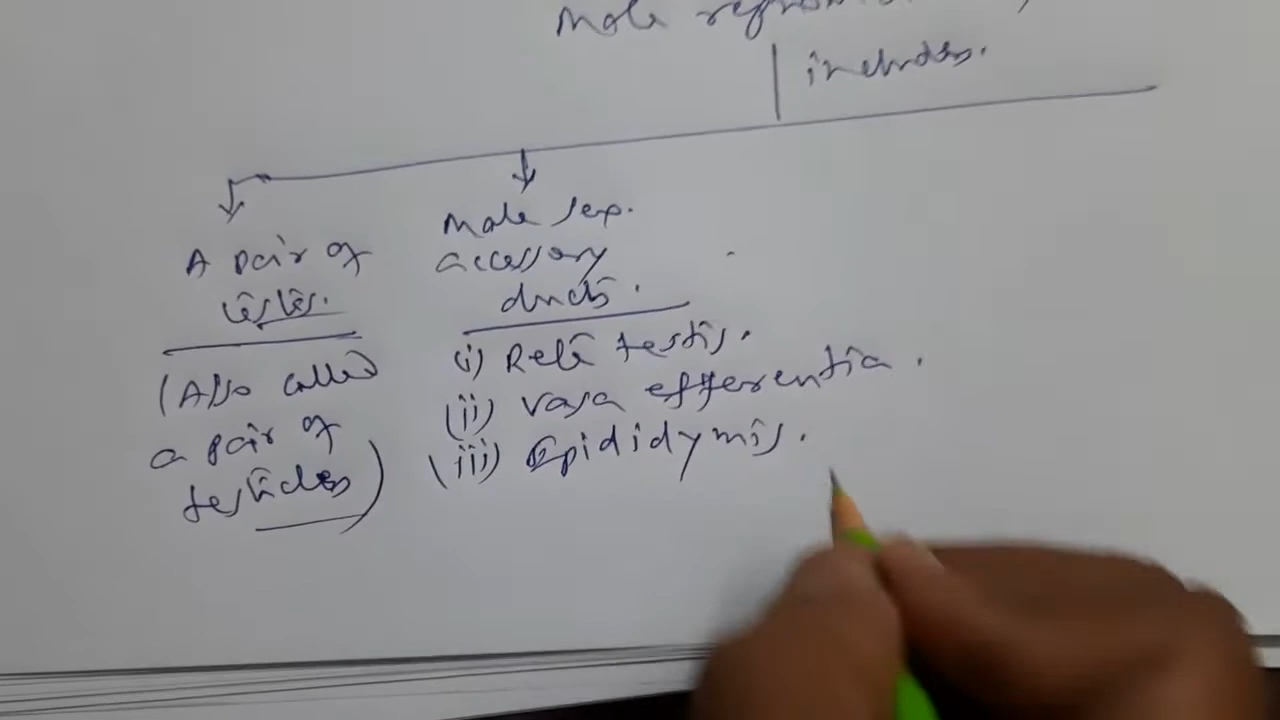 Male
includes.
A pair of
testes.
(Also called
a pair of
testicles)
Male sex.
accessory
ducts.
(i) Rete testis.
(ii) Vasa efferentia.
(iii) Epididymis.